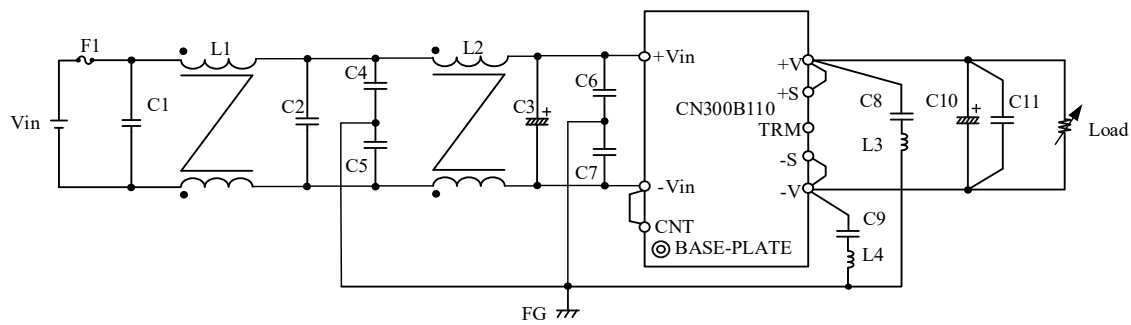 F1
L1
L2
Vin
C1
C2
C4
C5
C3
+
C6
C7
+Vin
-Vin
CNT
BASE-PLATE
CN300B110
+V
+S
TRM
-S
-V
C8
L3
C9
L4
C10
+
C11
Load
FG